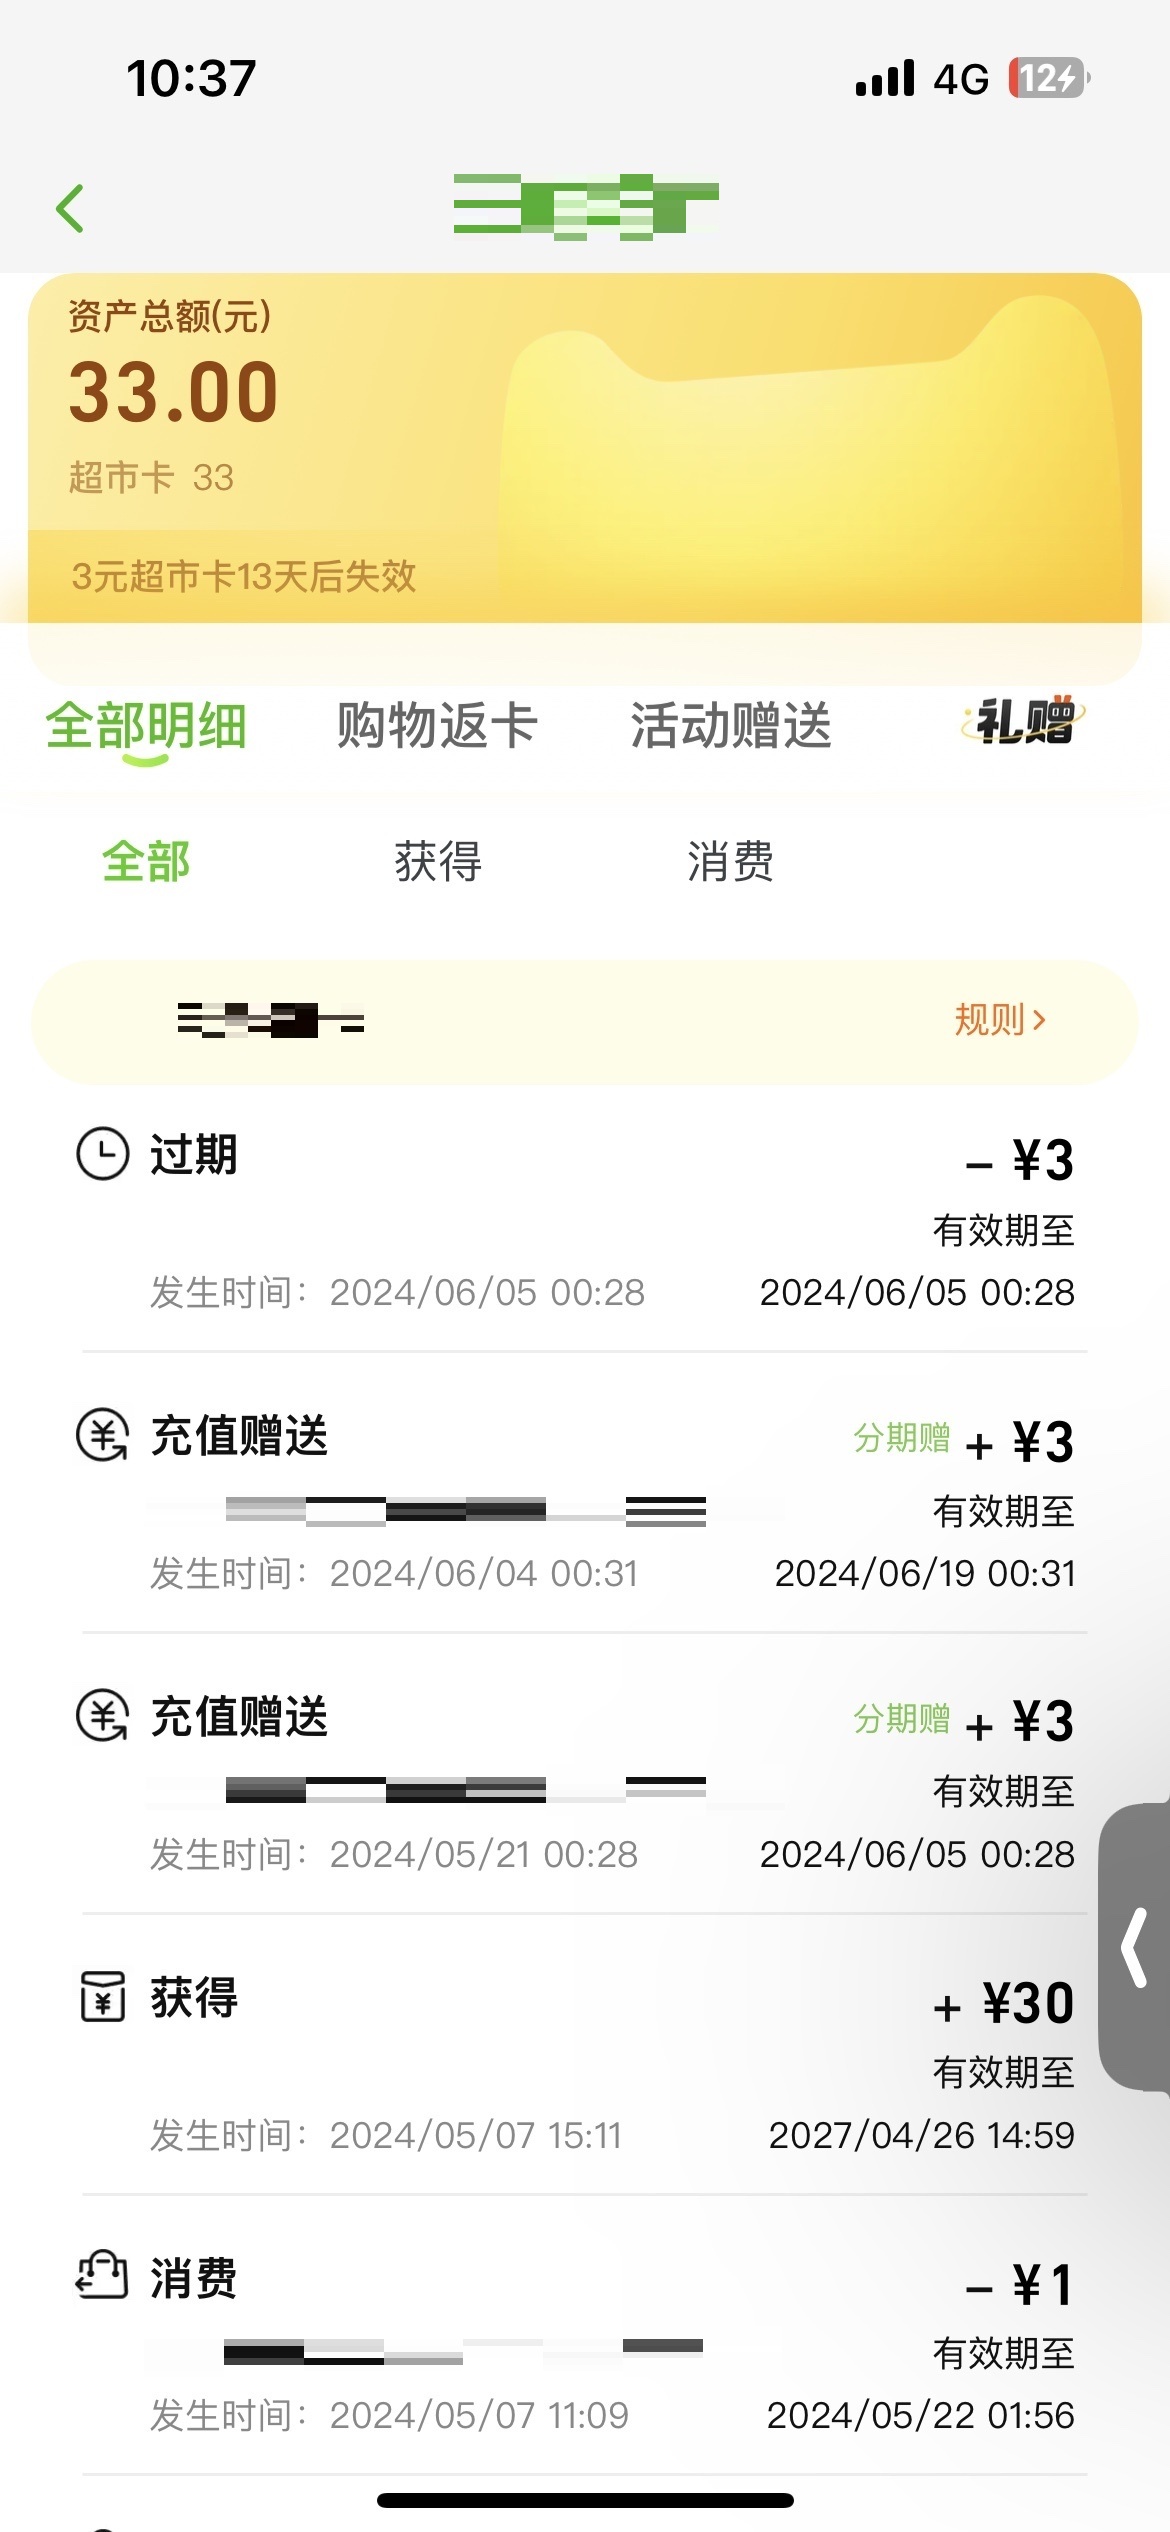 10:37
4G 12
资产总额(元)
33.00
超市卡 33
3元超市卡13天后失效
全部明细 购物返卡 活动赠送 礼赠
全部 获得 消费
规则
过期 - ¥3
有效期至
发生时间: 2024/06/05 00:28 2024/06/05 00:28
充值赠送 分期赠 + ¥3
有效期至
发生时间: 2024/06/04 00:31 2024/06/19 00:31
充值赠送 分期赠 + ¥3
有效期至
发生时间: 2024/05/21 00:28 2024/06/05 00:28
获得 + ¥30
有效期至
发生时间: 2024/05/07 15:11 2027/04/26 14:59
消费 - ¥1
有效期至
发生时间: 2024/05/07 11:09 2024/05/22 01:56